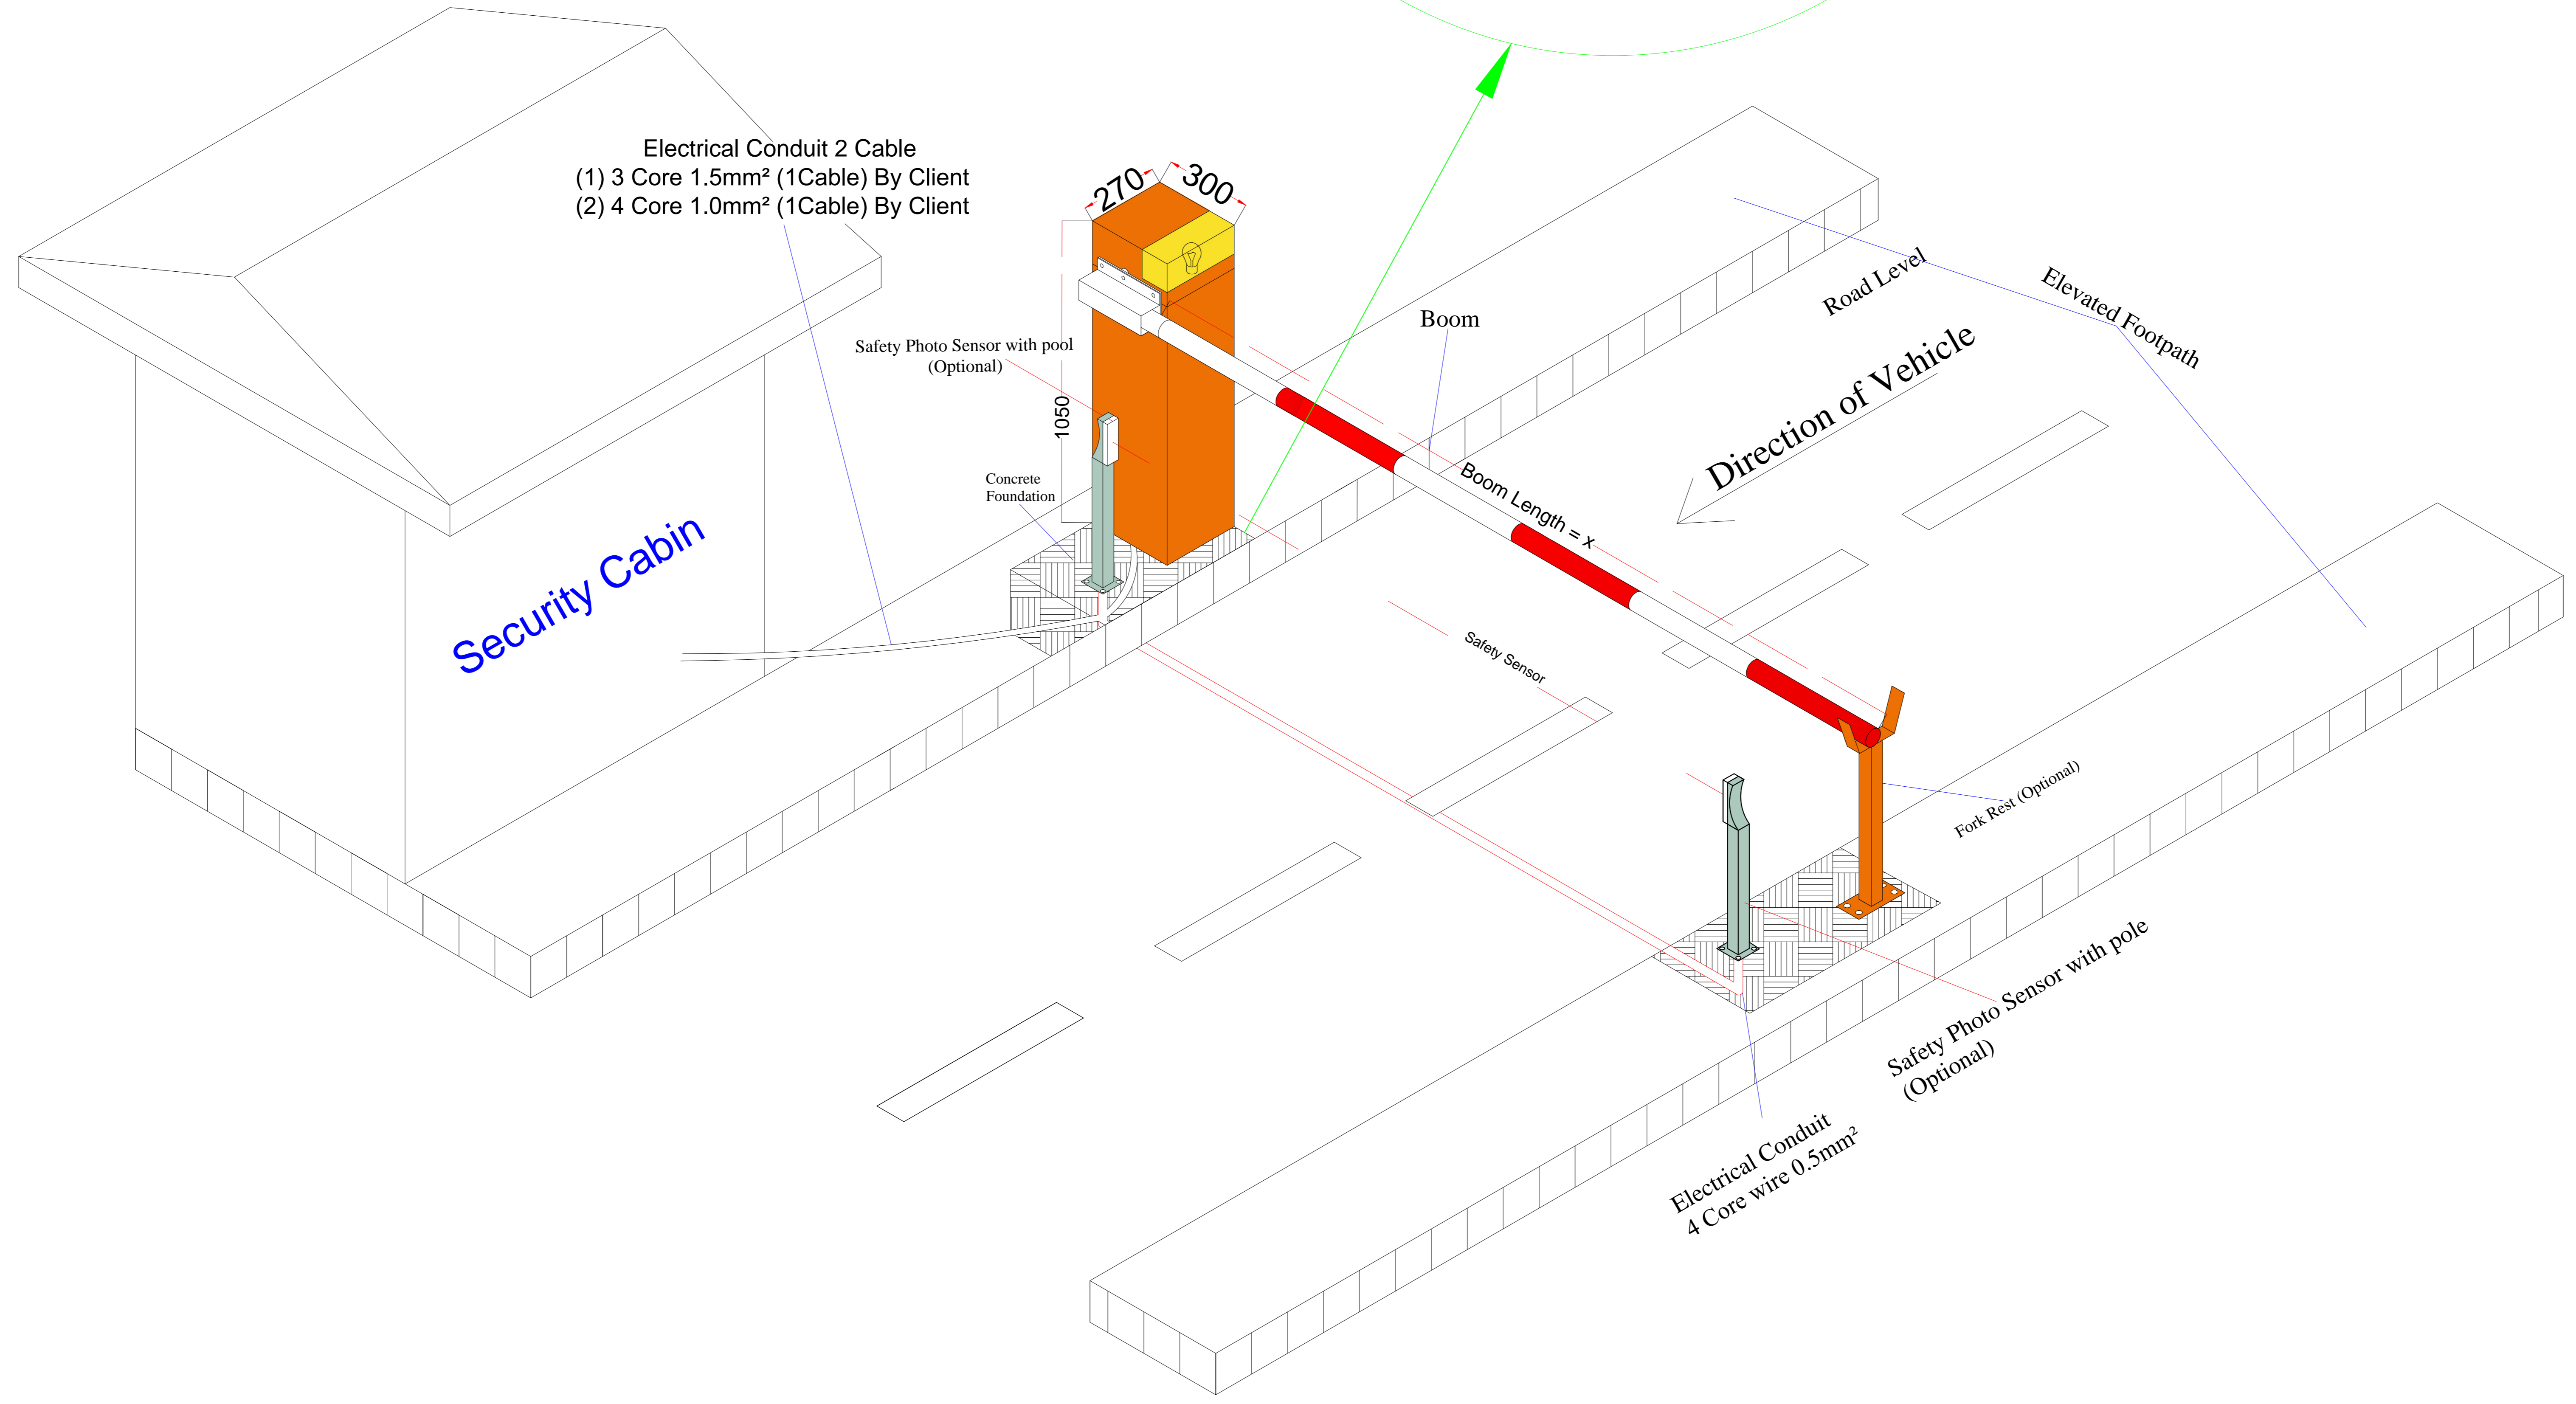 Electrical Conduit 2 Cable
(1) 3 Core 1.5mm² (1Cable) By Client
(2) 4 Core 1.0mm² (1Cable) By Client
270
300
Road Level
Elevated Footpath
Boom
Direction of Vehicle
Safety Photo Sensor with pool
(Optional)
1050
Concrete
Foundation
Boom Length = x
Security Cabin
Safety Sensor
Fork Rest (Optional)
Safety Photo Sensor with pole
(Optional)
Electrical Conduit
4 Core wire 0.5mm²